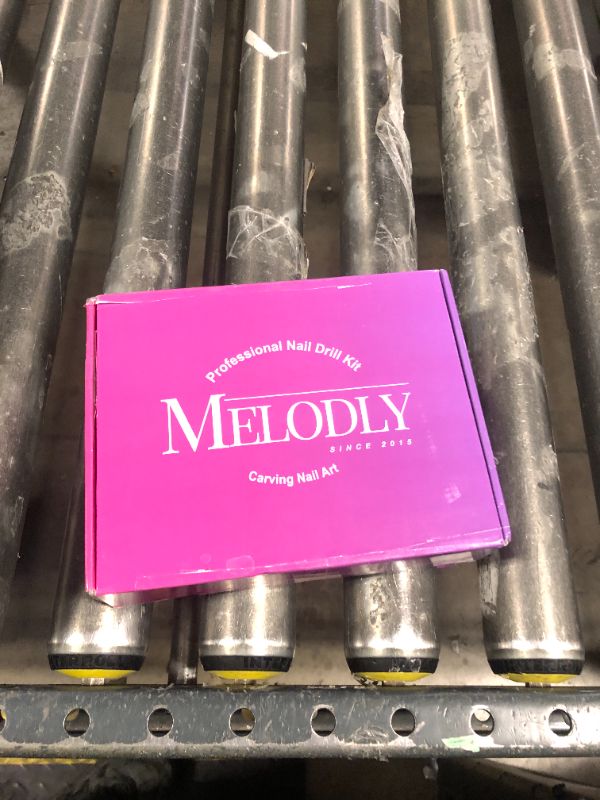 Professional Nail Drill Kit
MELODLY
SINCE 2015
Carving Nail Art